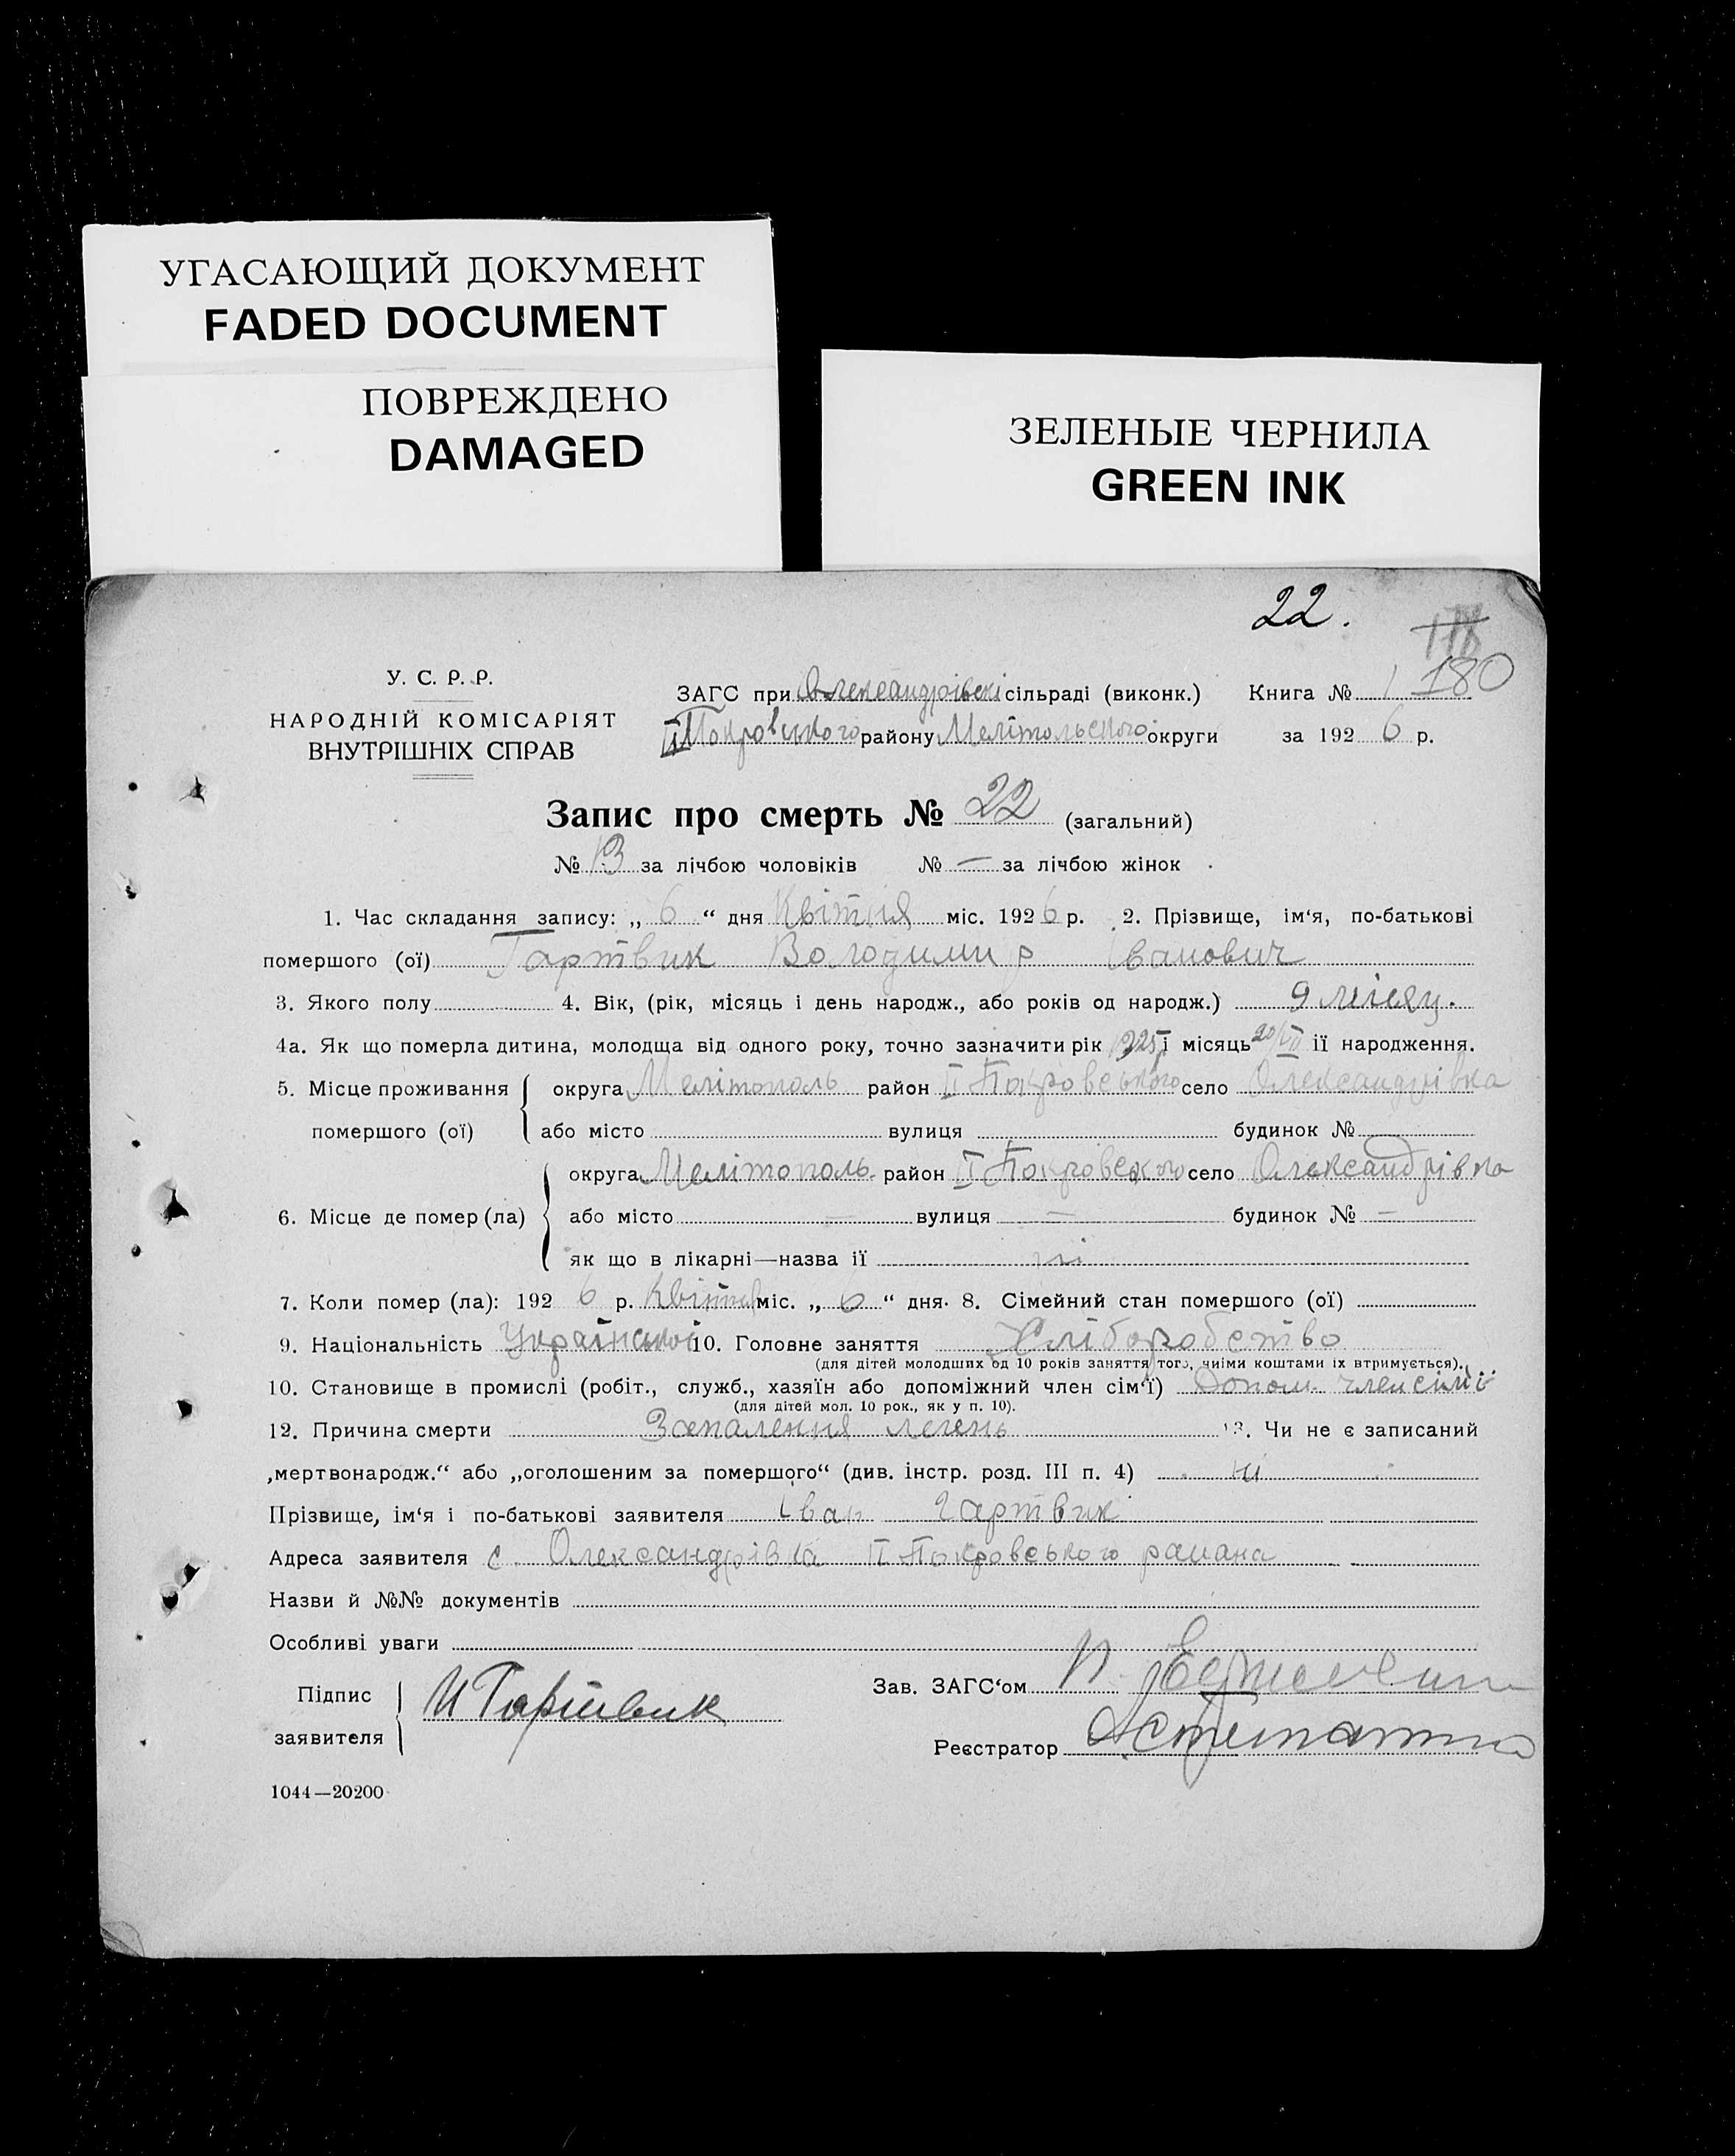 УГАСАЮЩИЙ ДОКУМЕНТ
FADED DOCUMENT
ПОВРЕЖДЕНО
DAMAGED
ЗЕЛЕНЫЕ ЧЕРНИЛА
GREEN INK
22.
178
У. С. Р. Р.
НАРОДНІЙ КОМІСАРІЯТ
ВНУТРІШНІХ СПРАВ
ЗАГС при Олександрівскі сільраді (виконк.) Книга № 1 180
II Покровського району Мелітопольського округи за 1926 р.
Запис про смерть № 22 (загальний)
№ 13 за лічбою чоловіків № — за лічбою жінок
1. Час складання запису: „ 6 “ дня Квітня міс. 1926 р. 2. Прізвище, ім‘я, по-батькові
помершого (ої) Гартвик Володимир Іванович
3. Якого полу 4. Вік, (рік, місяць і день народж., або років од народж.) 9 місяц.
4а. Як що померла дитина, молодша від одного року, точно зазначити рік 1925 і місяць 20/VII її народження.
5. Місце проживання помершого (ої) округа Мелітополь район II Покровського село Олександрівка
або місто вулиця будинок №
6. Місце де помер (ла) округа Мелітополь район II Покровського село Олександрівка
або місто — вулиця — будинок № —
як що в лікарні—назва її ні
7. Коли помер (ла): 1926 р. Квітня міс. „ 6 “ дня. 8. Сімейний стан помершого (ої)
9. Національність Української 10. Головне заняття Хліборобство
(для дітей молодших од 10 років заняття того, чиїми коштами їх втримується).
10. Становище в промислі (робіт., служб., хазяїн або допоміжний член сім‘ї) Допом. член сімї
(для дітей мол. 10 рок., як у п. 10).
12. Причина смерти Запалення легень 13. Чи не є записаний
„мертвонародж.“ або „оголошеним за помершого“ (див. інстр. розд. III п. 4) ні
Прізвище, ім‘я і по-батькові заявителя Іван Гартвик
Адреса заявителя с. Олександрівка II Покровського района
Назви й №№ документів
Особливі уваги
Підпис заявителя И Гартвик
Зав. ЗАГС‘ом
Реєстратор
1044—20200